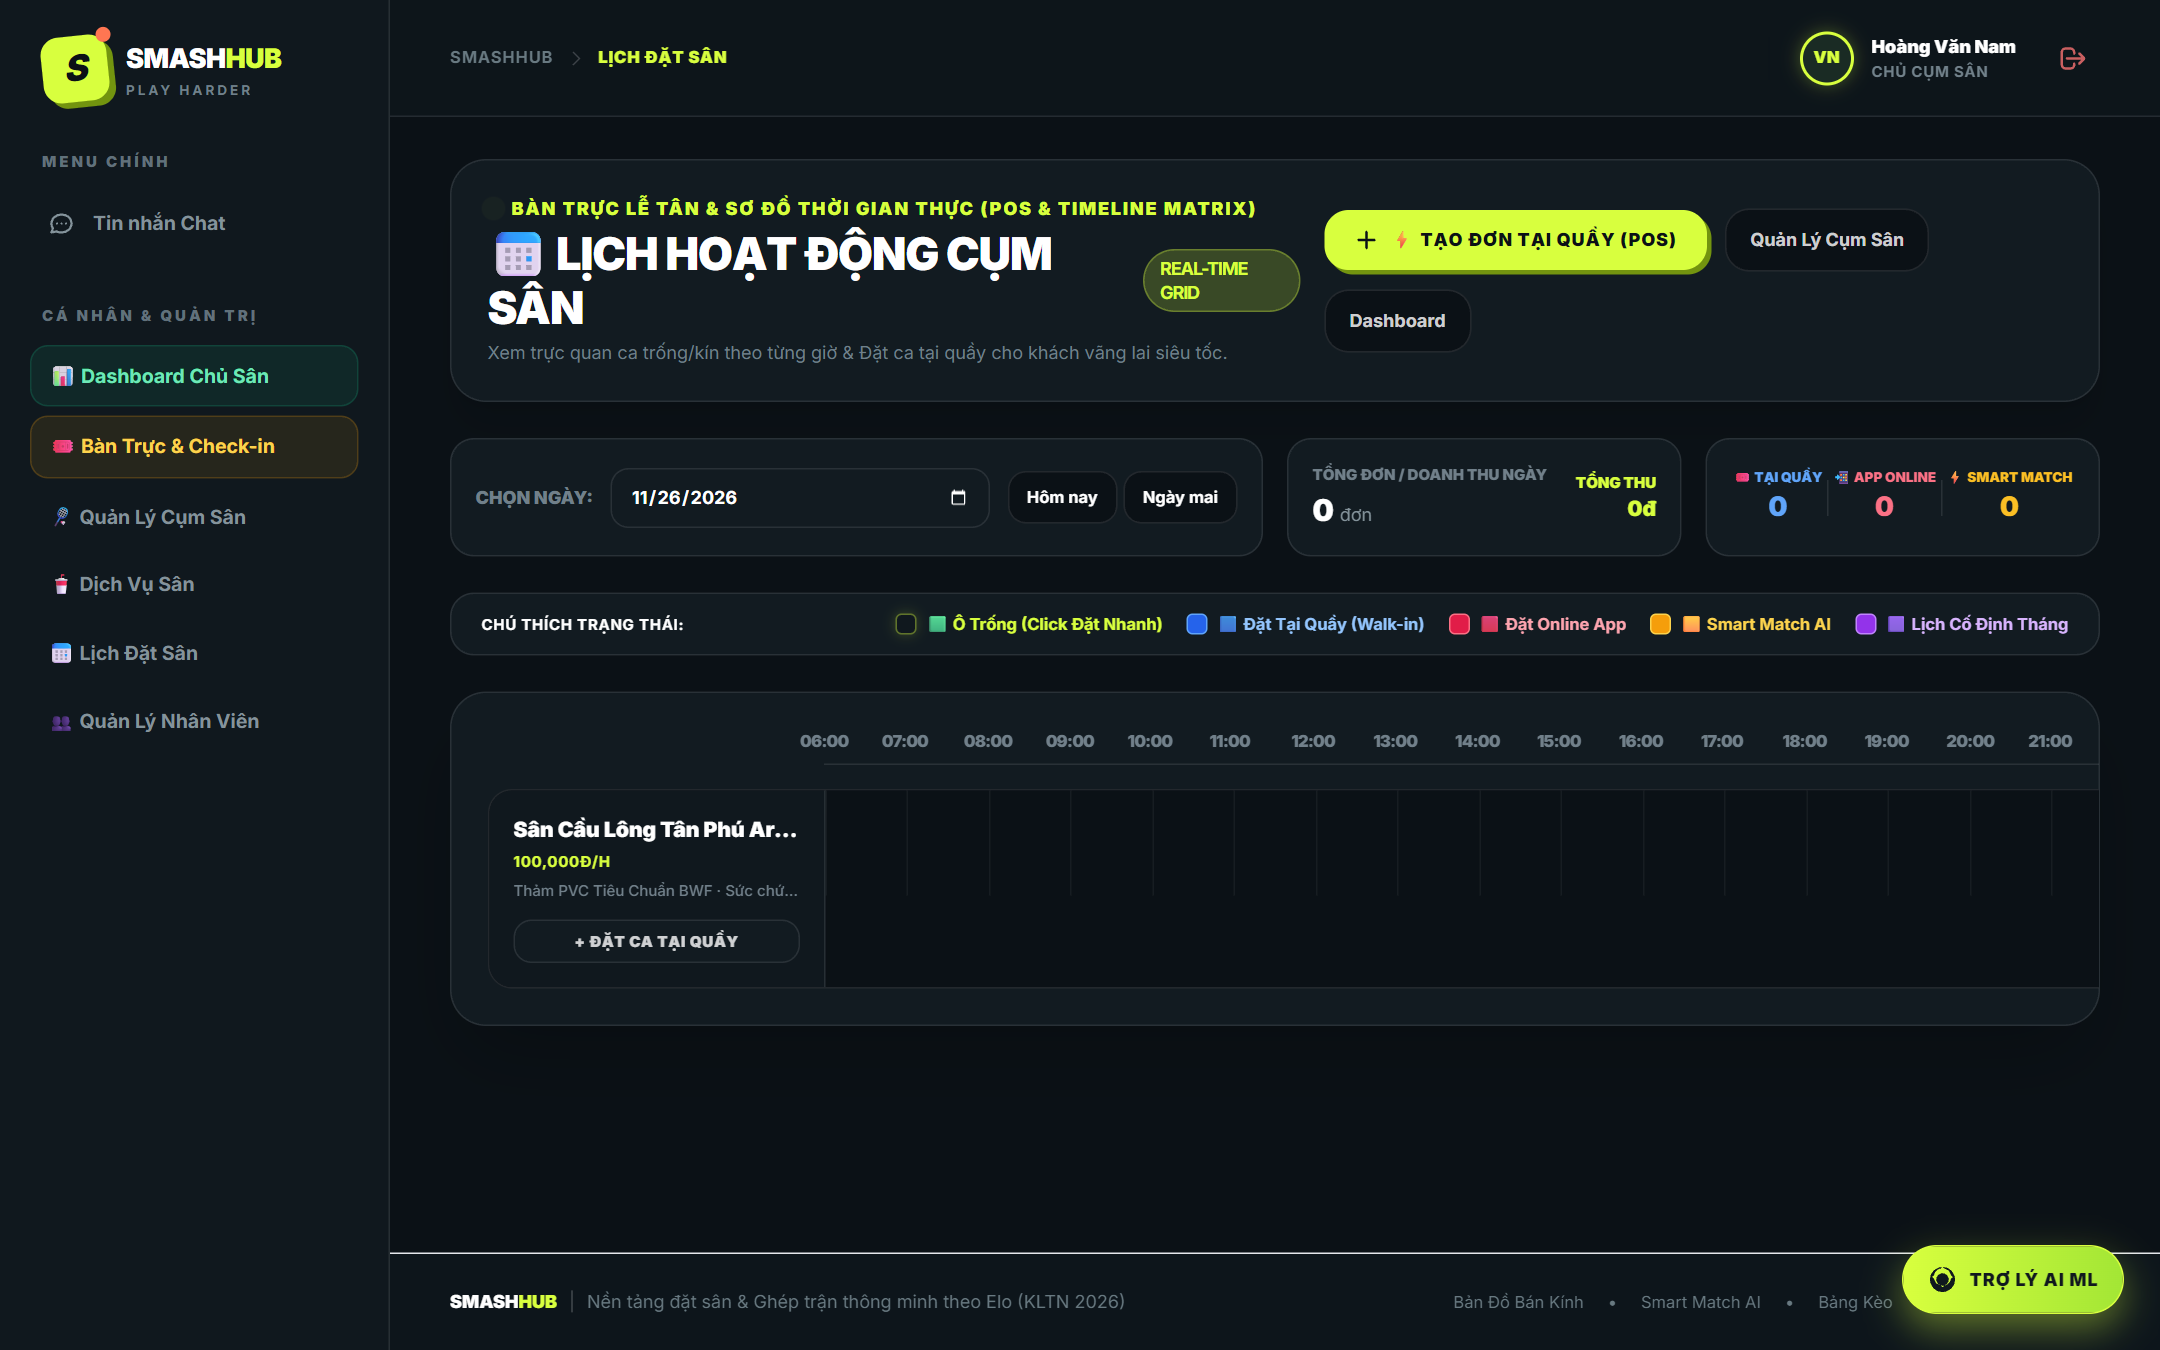 S
SMASHHUB
PLAY HARDER
MENU CHÍNH
Tin nhắn Chat
CÁ NHÂN & QUẢN TRỊ
Dashboard Chủ Sân
Bàn Trực & Check-in
Quản Lý Cụm Sân
Dịch Vụ Sân
Lịch Đặt Sân
Quản Lý Nhân Viên
SMASHHUB
LỊCH ĐẶT SÂN
VN
Hoàng Văn Nam
CHỦ CỤM SÂN
BÀN TRỰC LỄ TÂN & SƠ ĐỒ THỜI GIAN THỰC (POS & TIMELINE MATRIX)
LỊCH HOẠT ĐỘNG CỤM
SÂN
REAL-TIME
GRID
Xem trực quan ca trống/kín theo từng giờ & Đặt ca tại quầy cho khách vãng lai siêu tốc.
TẠO ĐƠN TẠI QUẦY (POS)
Quản Lý Cụm Sân
Dashboard
CHỌN NGÀY:
11/26/2026
Hôm nay
Ngày mai
TỔNG ĐƠN / DOANH THU NGÀY
0 đơn
TỔNG THU
0đ
TẠI QUẦY
0
APP ONLINE
0
SMART MATCH
0
CHÚ THÍCH TRẠNG THÁI:
Ô Trống (Click Đặt Nhanh)
Đặt Tại Quầy (Walk-in)
Đặt Online App
Smart Match AI
Lịch Cố Định Tháng
06:00 07:00 08:00 09:00 10:00 11:00 12:00 13:00 14:00 15:00 16:00 17:00 18:00 19:00 20:00 21:00
Sân Cầu Lông Tân Phú Ar...
100,000Đ/H
Thảm PVC Tiêu Chuẩn BWF · Sức chứ...
+ ĐẶT CA TẠI QUẦY
SMASHHUB
Nền tảng đặt sân & Ghép trận thông minh theo Elo (KLTN 2026)
Bản Đồ Bán Kính • Smart Match AI • Bảng Kèo
TRỢ LÝ AI ML